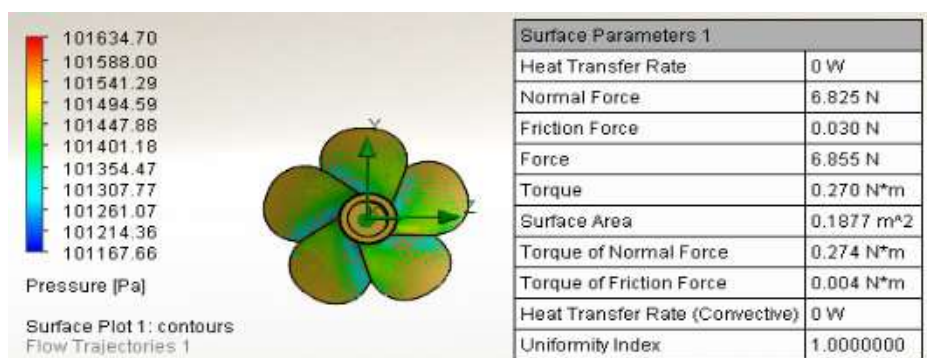 101634.70
101588.00
101541.29
101494.59
101447.88
101401.18
101354.47
101307.77
101261.07
101214.36
101167.66
Pressure [Pa]
Surface Plot 1: contours
Flow Trajectories 1
Y
Z
Surface Parameters 1
Heat Transfer Rate 0 W
Normal Force 6.825 N
Friction Force 0.030 N
Force 6.855 N
Torque 0.270 N*m
Surface Area 0.1877 m^2
Torque of Normal Force 0.274 N*m
Torque of Friction Force 0.004 N*m
Heat Transfer Rate (Convective) 0 W
Uniformity Index 1.0000000